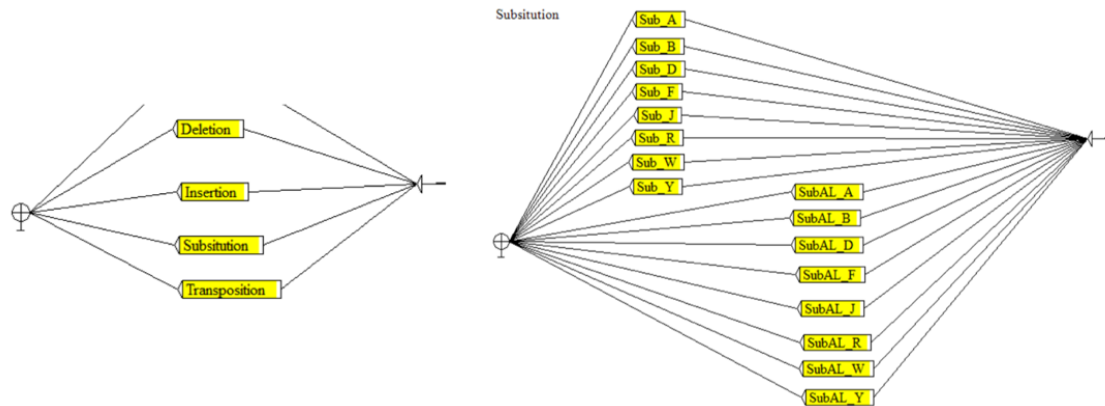 Deletion
Insertion
Subsitution
Transposition
Subsitution
Sub_A
Sub_B
Sub_D
Sub_F
Sub_J
Sub_R
Sub_W
Sub_Y
SubAL_A
SubAL_B
SubAL_D
SubAL_F
SubAL_J
SubAL_R
SubAL_W
SubAL_Y